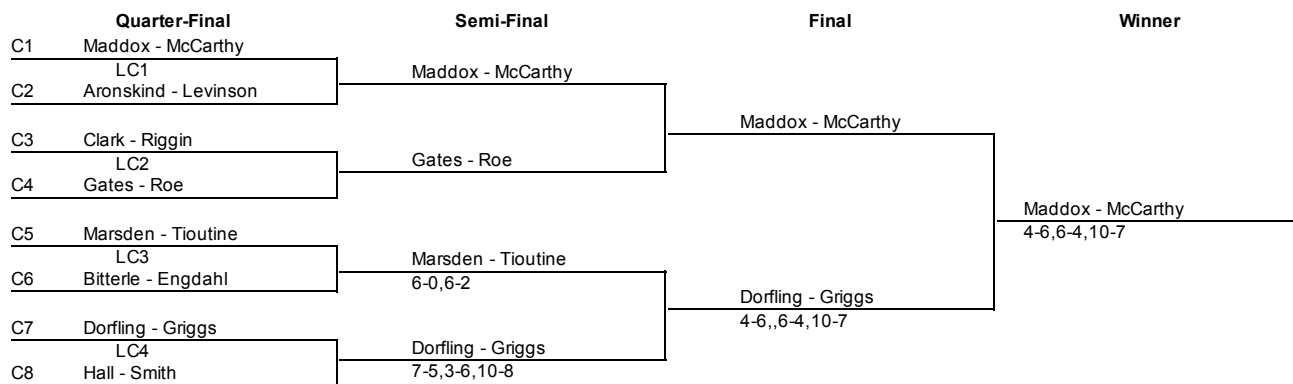 Quarter-Final Semi-Final Final Winner
C1 Maddox - McCarthy
LC1 Maddox - McCarthy
C2 Aronskind - Levinson
Maddox - McCarthy
C3 Clark - Riggin
LC2 Gates - Roe
C4 Gates - Roe
Maddox - McCarthy
C5 Marsden - Tioutine 4-6,6-4,10-7
LC3 Marsden - Tioutine
C6 Bitterle - Engdahl 6-0,6-2
Dorfling - Griggs
C7 Dorfling - Griggs 4-6,,6-4,10-7
LC4 Dorfling - Griggs
C8 Hall - Smith 7-5,3-6,10-8